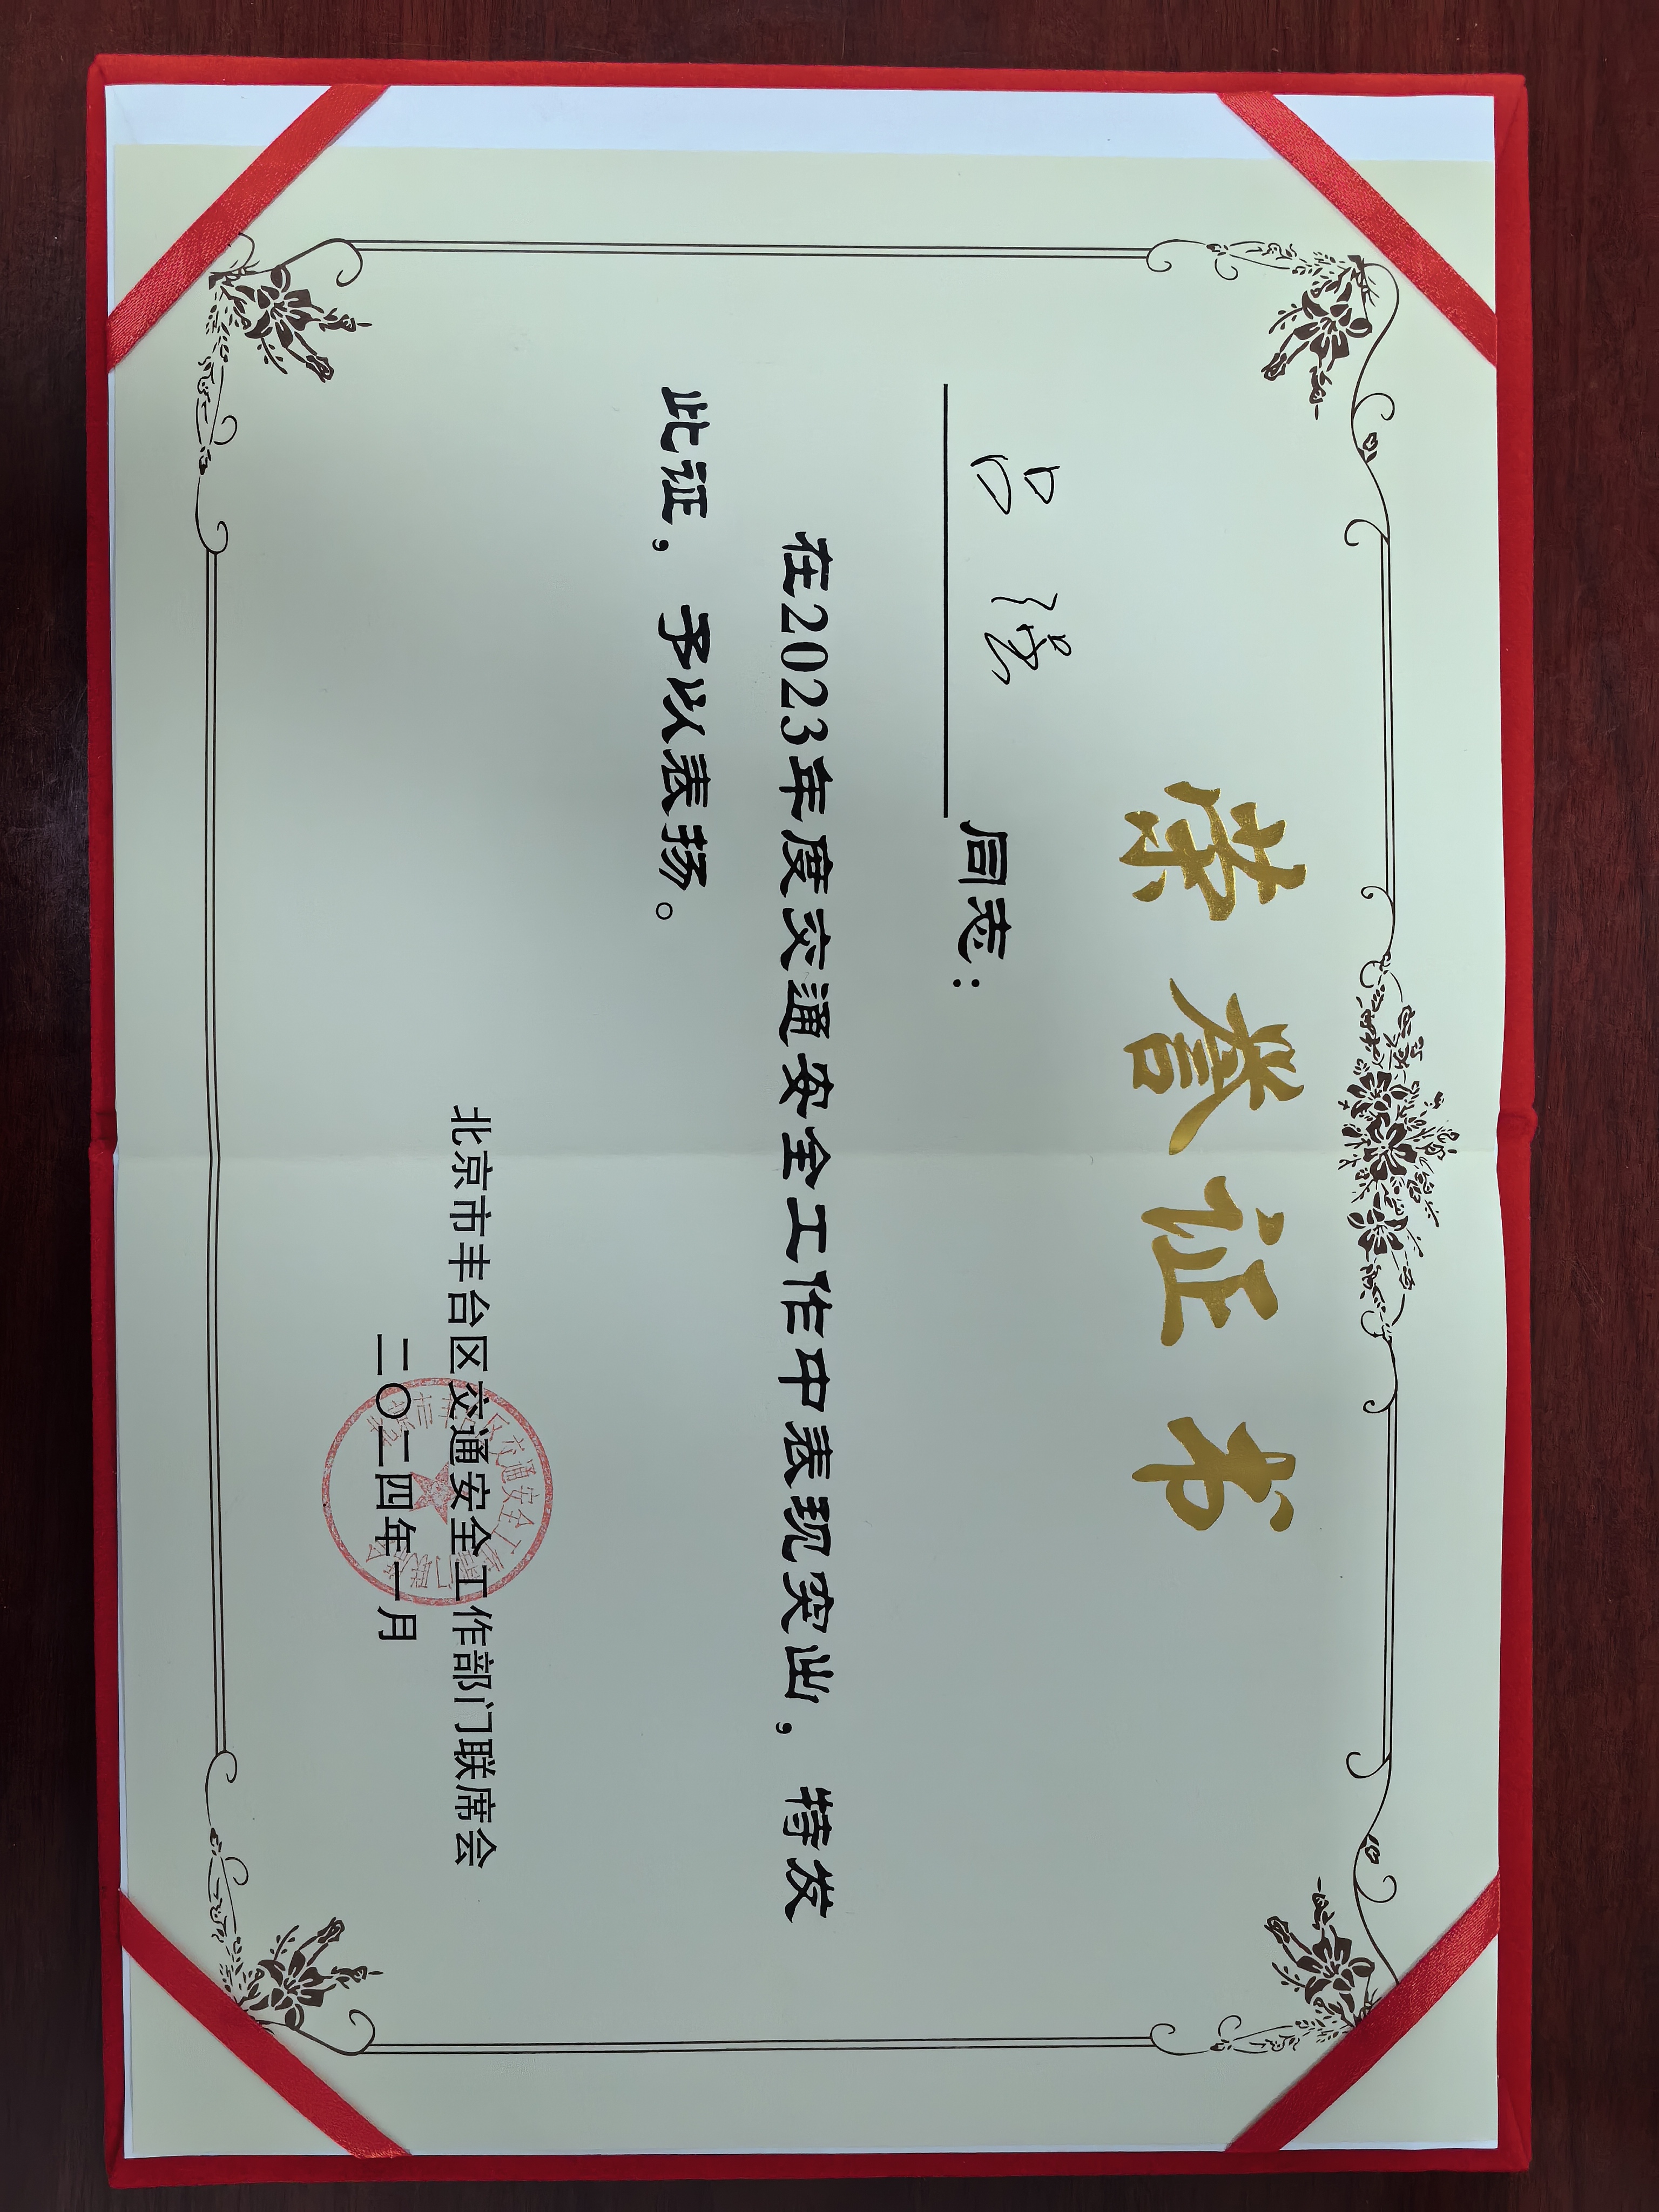 荣誉证书
吕 同志：
在2023年度交通安全工作中表现突出，特发
此证，予以表扬。
北京市丰台区交通安全工作部门联席会
二〇二四年一月